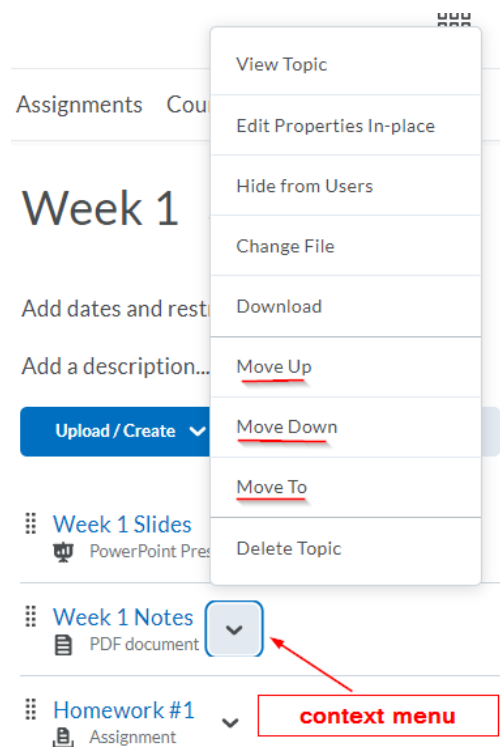 View Topic
Assignments Cou
Edit Properties In-place
Week 1
Hide from Users
Change File
Add dates and rest
Download
Add a description...
Move Up
Upload / Create
Move Down
Move To
Week 1 Slides
PowerPoint Pres
Delete Topic
Week 1 Notes
PDF document
Homework #1
Assignment
context menu